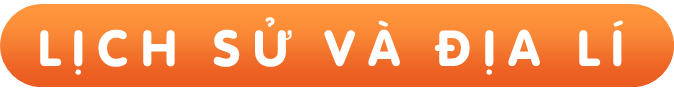 LỊCH SỬ VÀ ĐỊA LÍ